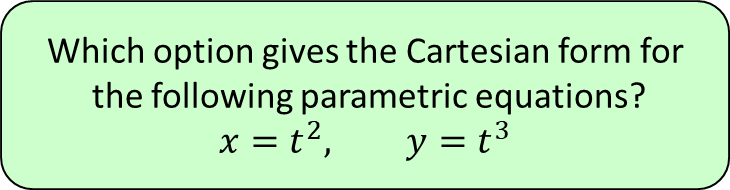 Which option gives the Cartesian form for
the following parametric equations?
x = t², y = t³